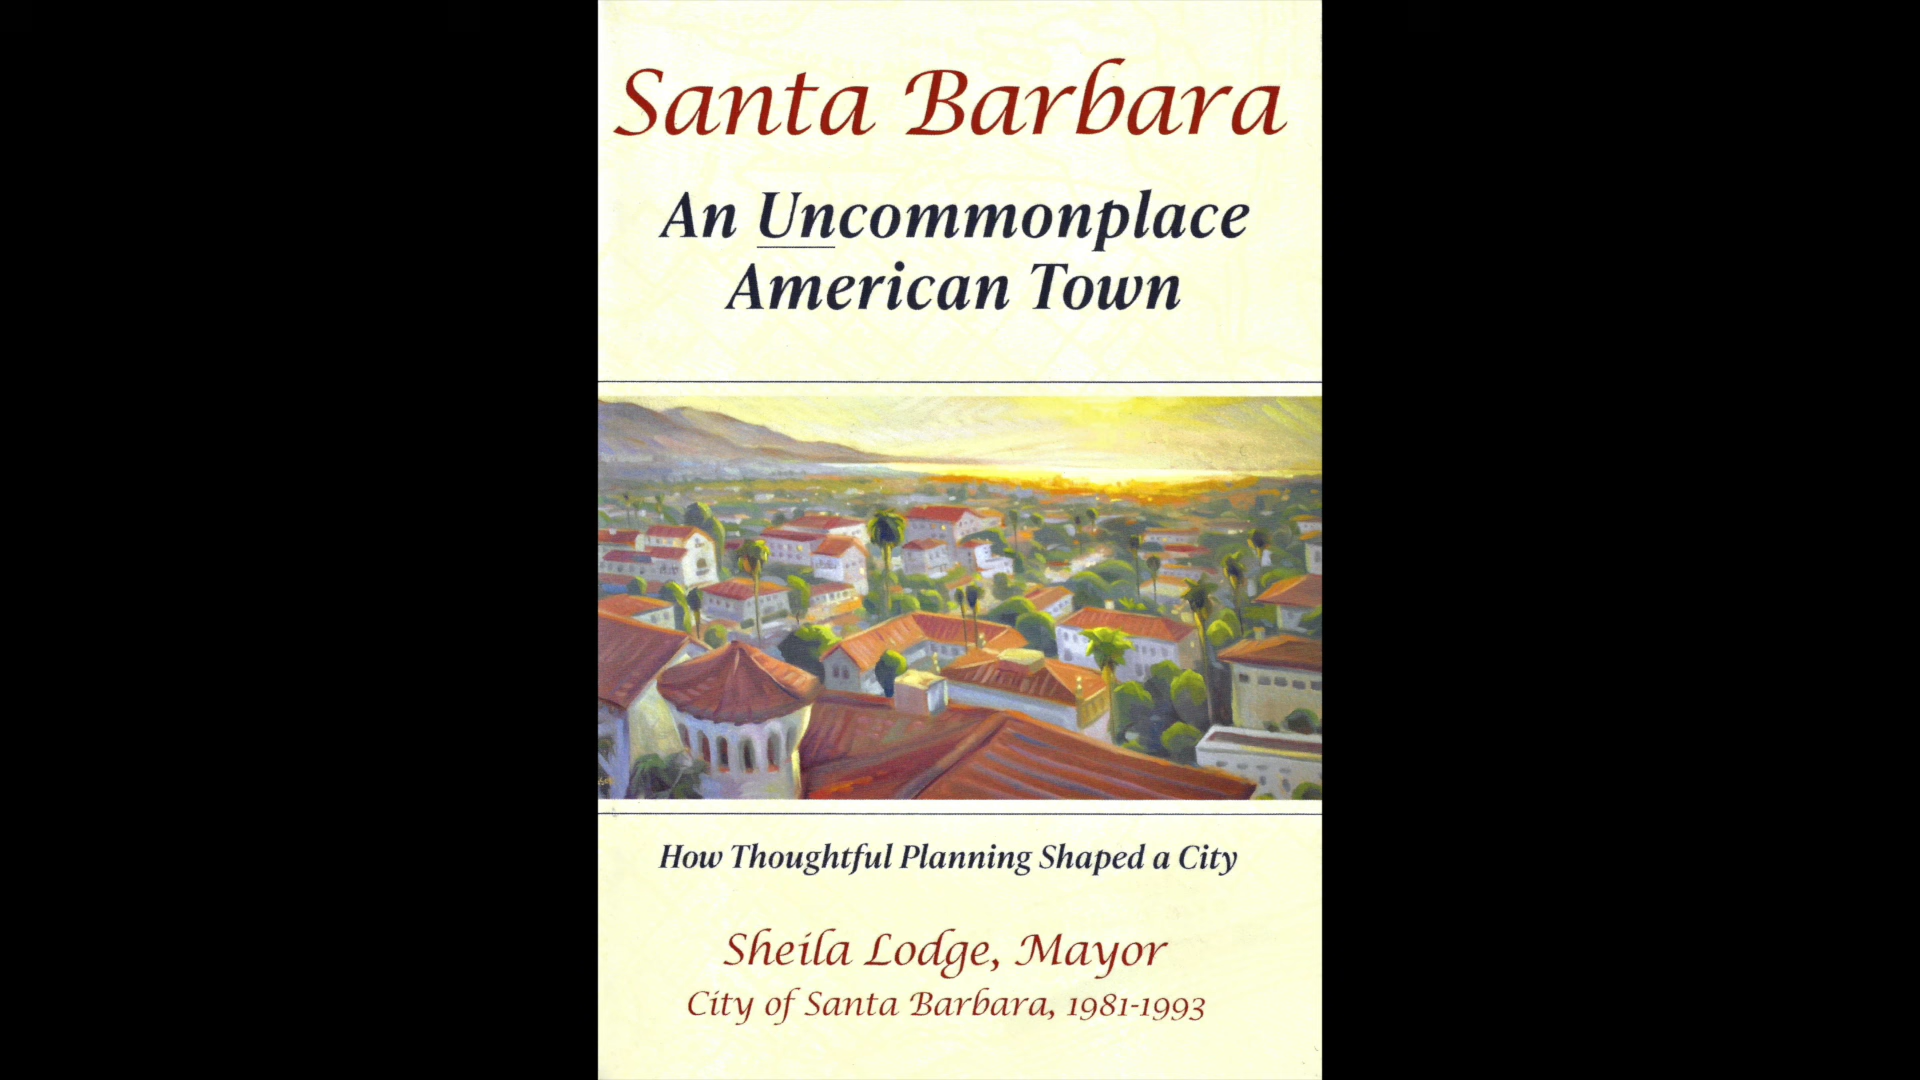 Santa Barbara
An Uncommonplace
American Town
How Thoughtful Planning Shaped a City
Sheila Lodge, Mayor
City of Santa Barbara, 1981-1993